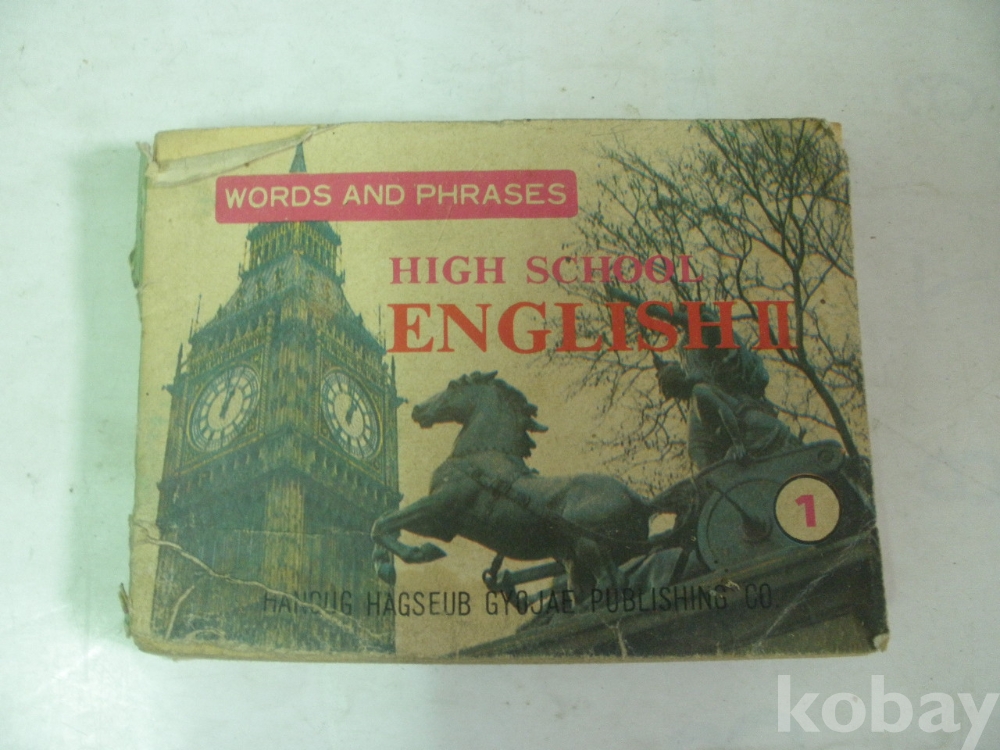 WORDS AND PHRASES
HIGH SCHOOL
ENGLISH II
1
HANGUG HAGSEUB GYOJAE PUBLISHING CO.
kobay